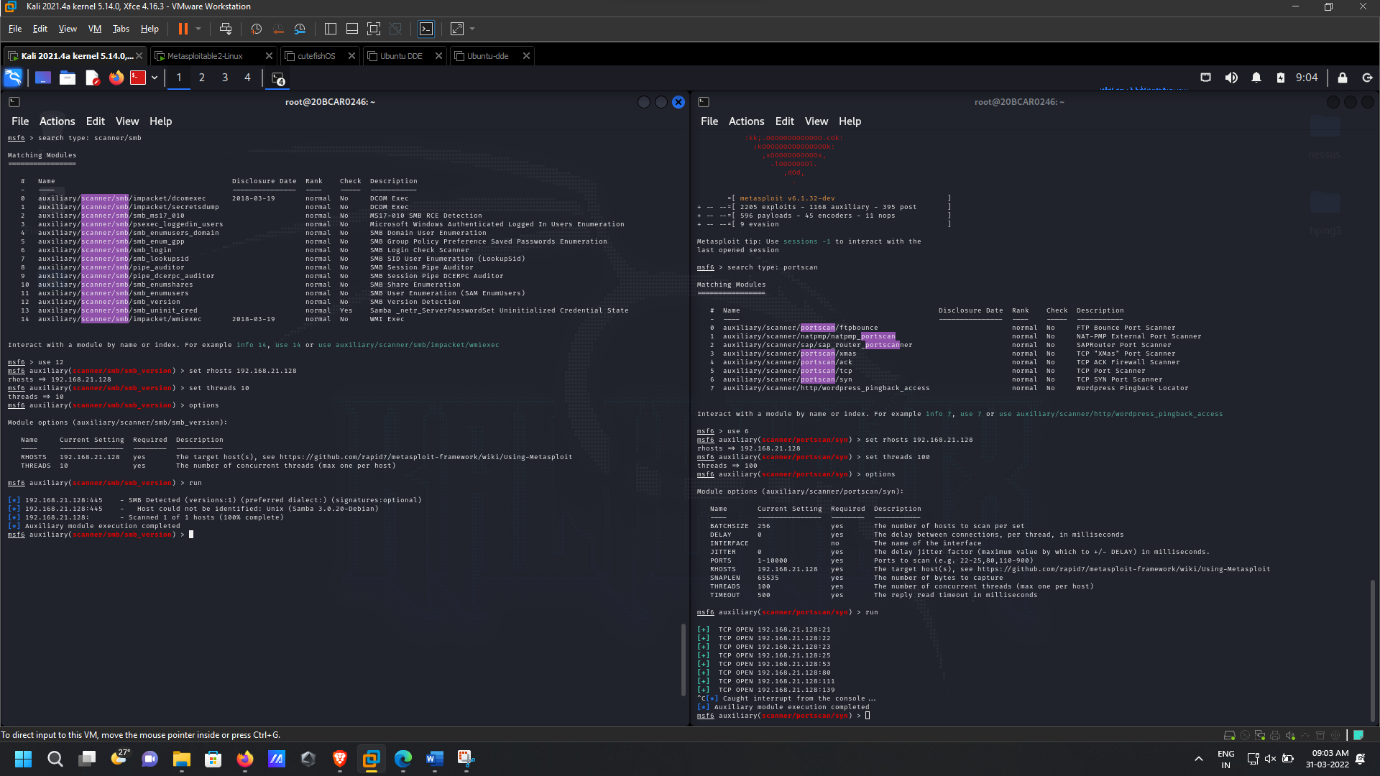 Kali 2021.4a kernel 5.14.0, Xfce 4.16.3 - VMware Workstation
File Edit View VM Tabs Help
Kali 2021.4a kernel 5.14.0,... Metasploitable2-Linux cutefishOS Ubuntu DDE Ubuntu-dde
1 2 3 4 9:04
root@20BCAR0246: ~
File Actions Edit View Help
msf6 > search type: scanner/smb
Matching Modules
================
# Name Disclosure Date Rank Check Description
- ---- --------------- ---- ----- -----------
0 auxiliary/scanner/smb/impacket/dcomexec 2018-03-19 normal No DCOM Exec
1 auxiliary/scanner/smb/impacket/secretsdump normal No DCOM Exec
2 auxiliary/scanner/smb/smb_ms17_010 normal No MS17-010 SMB RCE Detection
3 auxiliary/scanner/smb/psexec_loggedin_users normal No Microsoft Windows Authenticated Logged In Users Enumeration
4 auxiliary/scanner/smb/smb_enumusers_domain normal No SMB Domain User Enumeration
5 auxiliary/scanner/smb/smb_enum_gpp normal No SMB Group Policy Preference Saved Passwords Enumeration
6 auxiliary/scanner/smb/smb_login normal No SMB Login Check Scanner
7 auxiliary/scanner/smb/smb_lookupsid normal No SMB SID User Enumeration (LookupSid)
8 auxiliary/scanner/smb/pipe_auditor normal No SMB Session Pipe Auditor
9 auxiliary/scanner/smb/pipe_dcerpc_auditor normal No SMB Session Pipe DCERPC Auditor
10 auxiliary/scanner/smb/smb_enumshares normal No SMB Share Enumeration
11 auxiliary/scanner/smb/smb_enumusers normal No SMB User Enumeration (SAM EnumUsers)
12 auxiliary/scanner/smb/smb_version normal No SMB Version Detection
13 auxiliary/scanner/smb/smb_uninit_cred normal Yes Samba _netr_ServerPasswordSet Uninitialized Credential State
14 auxiliary/scanner/smb/impacket/wmiexec 2018-03-19 normal No WMI Exec
Interact with a module by name or index. For example info 14, use 14 or use auxiliary/scanner/smb/impacket/wmiexec
msf6 > use 12
msf6 auxiliary(scanner/smb/smb_version) > set rhosts 192.168.21.128
rhosts => 192.168.21.128
msf6 auxiliary(scanner/smb/smb_version) > set threads 10
threads => 10
msf6 auxiliary(scanner/smb/smb_version) > options
Module options (auxiliary/scanner/smb/smb_version):
Name Current Setting Required Description
---- --------------- -------- -----------
RHOSTS 192.168.21.128 yes The target host(s), see https://github.com/rapid7/metasploit-framework/wiki/Using-Metasploit
THREADS 10 yes The number of concurrent threads (max one per host)
msf6 auxiliary(scanner/smb/smb_version) > run
[*] 192.168.21.128:445 - SMB Detected (versions:1) (preferred dialect:) (signatures:optional)
[*] 192.168.21.128:445 - Host could not be identified: Unix (Samba 3.0.20-Debian)
[*] 192.168.21.128: - Scanned 1 of 1 hosts (100% complete)
[*] Auxiliary module execution completed
msf6 auxiliary(scanner/smb/smb_version) >
root@20BCAR0246: ~
File Actions Edit View Help
=[ metasploit v6.1.32-dev ]
+ -- --=[ 2205 exploits - 1168 auxiliary - 395 post ]
+ -- --=[ 596 payloads - 45 encoders - 11 nops ]
+ -- --=[ 9 evasion ]
Metasploit tip: Use sessions -1 to interact with the
last opened session
msf6 > search type: portscan
Matching Modules
================
# Name Disclosure Date Rank Check Description
- ---- --------------- ---- ----- -----------
0 auxiliary/scanner/portscan/ftpbounce normal No FTP Bounce Port Scanner
1 auxiliary/scanner/natpmp/natpmp_portscan normal No NAT-PMP External Port Scanner
2 auxiliary/scanner/sap/sap_router_portscanner normal No SAPRouter Port Scanner
3 auxiliary/scanner/portscan/xmas normal No TCP "XMas" Port Scanner
4 auxiliary/scanner/portscan/ack normal No TCP ACK Firewall Scanner
5 auxiliary/scanner/portscan/tcp normal No TCP Port Scanner
6 auxiliary/scanner/portscan/syn normal No TCP SYN Port Scanner
7 auxiliary/scanner/http/wordpress_pingback_access normal No Wordpress Pingback Locator
Interact with a module by name or index. For example info 7, use 7 or use auxiliary/scanner/http/wordpress_pingback_access
msf6 > use 6
msf6 auxiliary(scanner/portscan/syn) > set rhosts 192.168.21.128
rhosts => 192.168.21.128
msf6 auxiliary(scanner/portscan/syn) > set threads 100
threads => 100
msf6 auxiliary(scanner/portscan/syn) > options
Module options (auxiliary/scanner/portscan/syn):
Name Current Setting Required Description
---- --------------- -------- -----------
BATCHSIZE 256 yes The number of hosts to scan per set
DELAY 0 yes The delay between connections, per thread, in milliseconds
INTERFACE no The name of the interface
JITTER 0 yes The delay jitter factor (maximum value by which to +/- DELAY) in milliseconds.
PORTS 1-10000 yes Ports to scan (e.g. 22-25,80,110-900)
RHOSTS 192.168.21.128 yes The target host(s), see https://github.com/rapid7/metasploit-framework/wiki/Using-Metasploit
SNAPLEN 65535 yes The number of bytes to capture
THREADS 100 yes The number of concurrent threads (max one per host)
TIMEOUT 500 yes The reply read timeout in milliseconds
msf6 auxiliary(scanner/portscan/syn) > run
[+] TCP OPEN 192.168.21.128:21
[+] TCP OPEN 192.168.21.128:22
[+] TCP OPEN 192.168.21.128:23
[+] TCP OPEN 192.168.21.128:25
[+] TCP OPEN 192.168.21.128:53
[+] TCP OPEN 192.168.21.128:80
[+] TCP OPEN 192.168.21.128:111
[+] TCP OPEN 192.168.21.128:139
^C[*] Caught interrupt from the console...
[*] Auxiliary module execution completed
msf6 auxiliary(scanner/portscan/syn) >
To direct input to this VM, move the mouse pointer inside or press Ctrl+G.
27°
ENG
IN
09:03 AM
31-03-2022